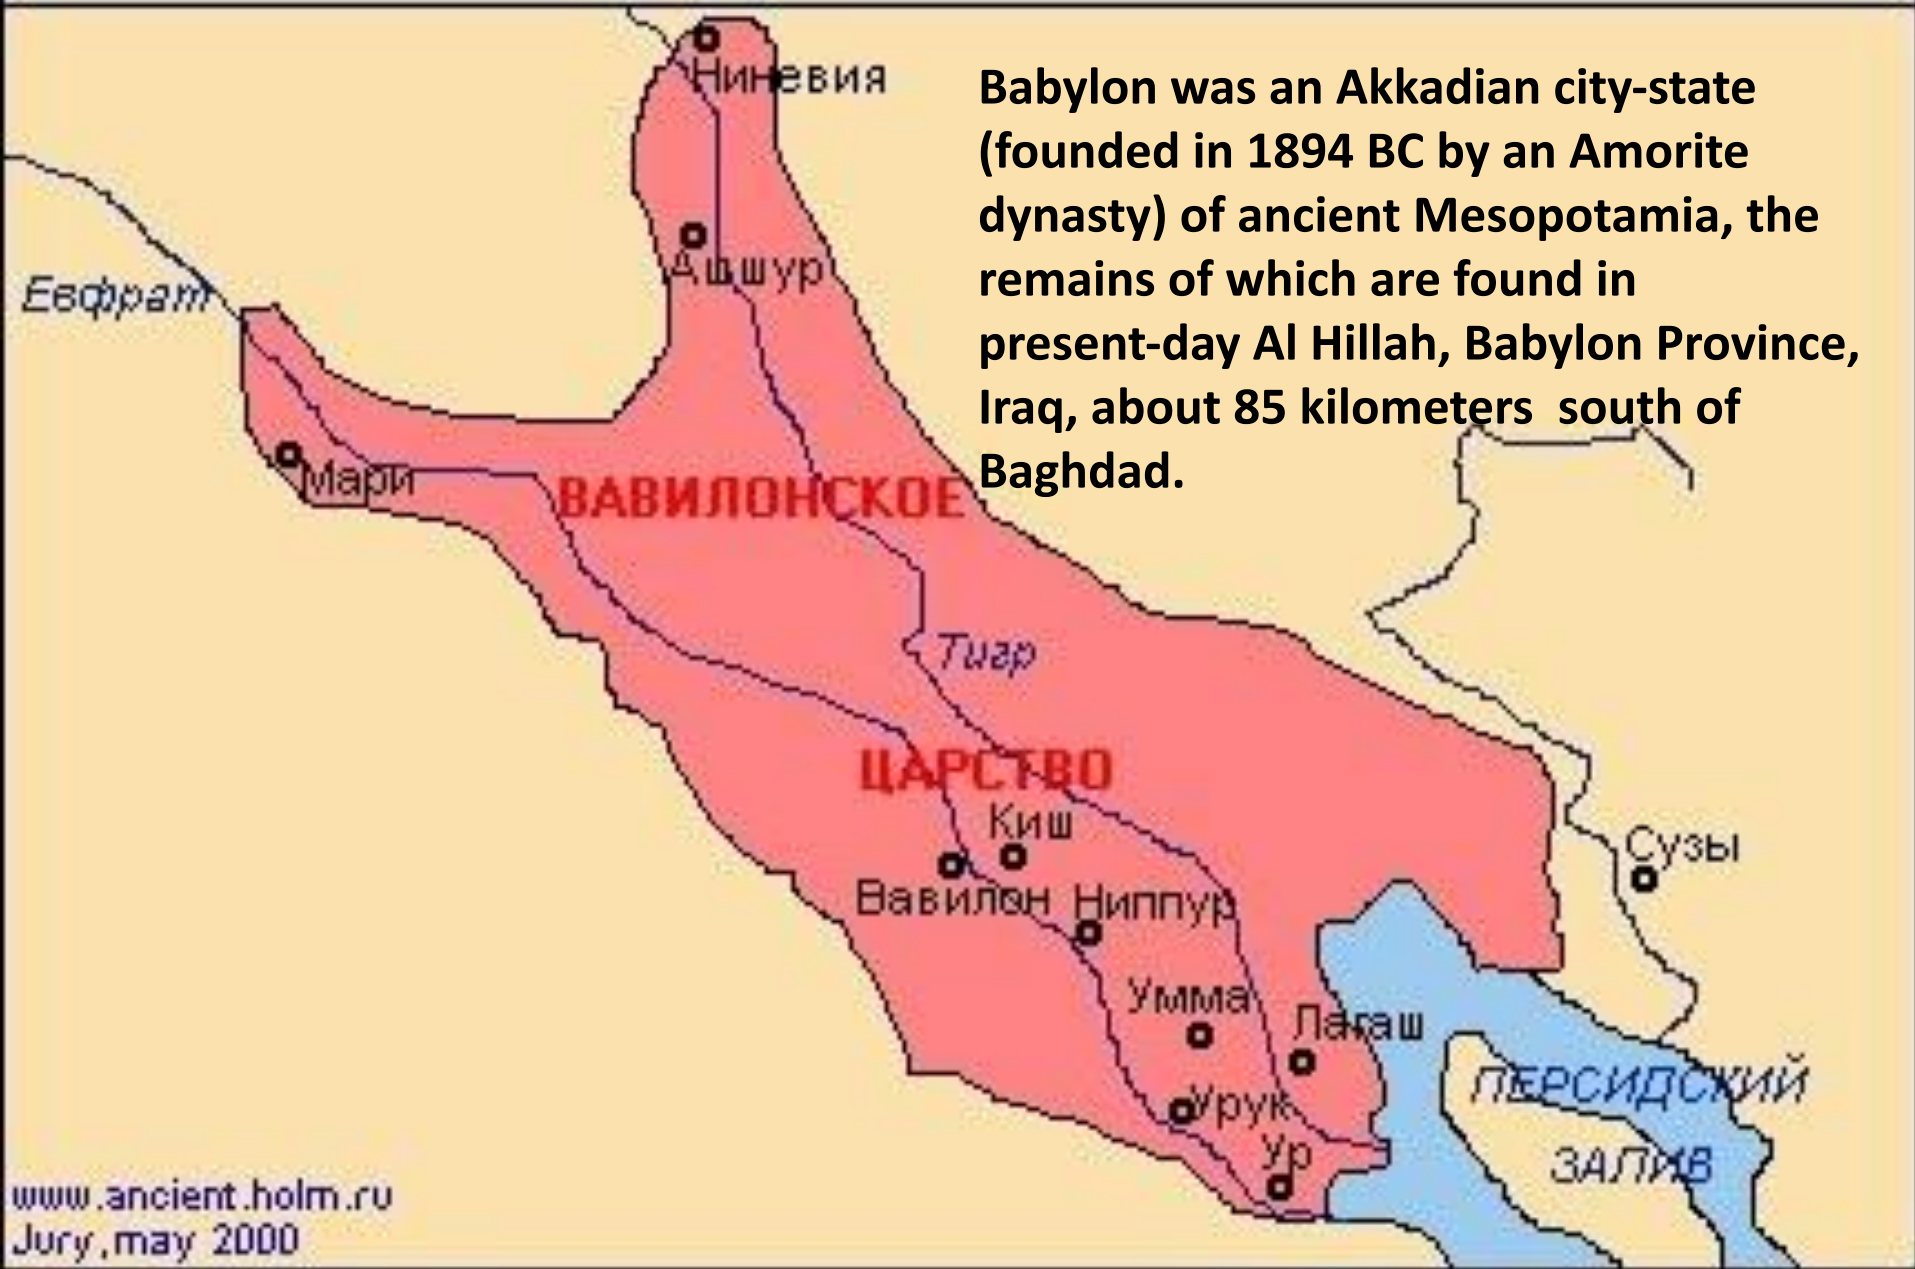 Ниневия
Babylon was an Akkadian city-state
(founded in 1894 BC by an Amorite
dynasty) of ancient Mesopotamia, the
remains of which are found in
present-day Al Hillah, Babylon Province,
Iraq, about 85 kilometers  south of
Baghdad.
Ашшур
Евфрат
Мари
ВАВИЛОНСКОЕ
Тигр
ЦАРСТВО
Киш
Сузы
Вавилон
Ниппур
Умма
Лагаш
Урук
Ур
ПЕРСИДСКИЙ
ЗАЛИВ
www.ancient.holm.ru
Jury,may 2000